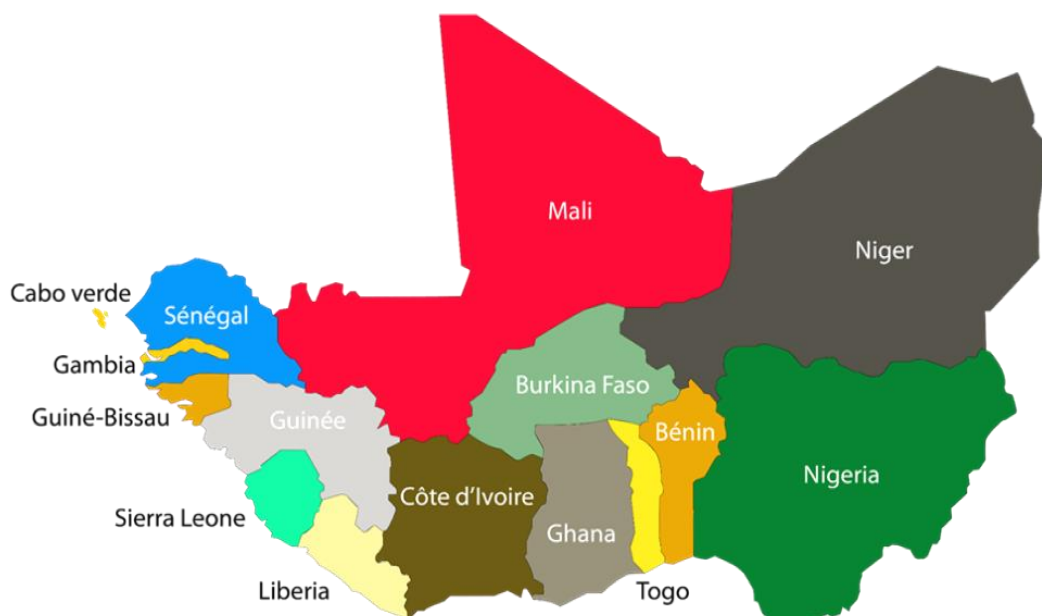 Mali
Niger
Cabo verde
Sénégal
Gambia
Burkina Faso
Guiné-Bissau
Guinée
Bénin
Nigeria
Côte d'Ivoire
Sierra Leone
Ghana
Liberia
Togo